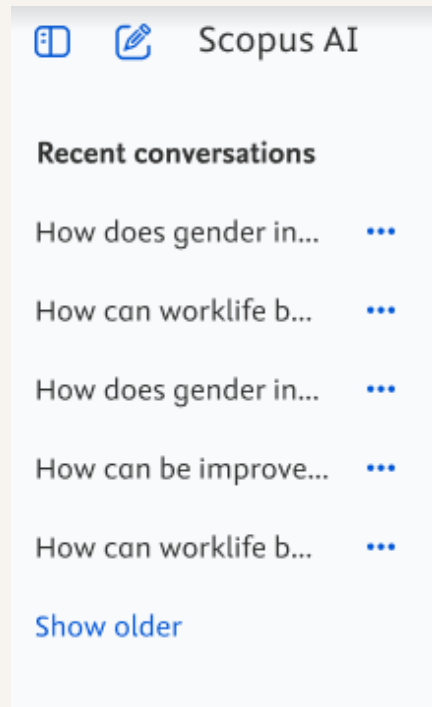 Scopus AI
Recent conversations
How does gender in...
How can worklife b...
How does gender in...
How can be improve...
How can worklife b...
Show older